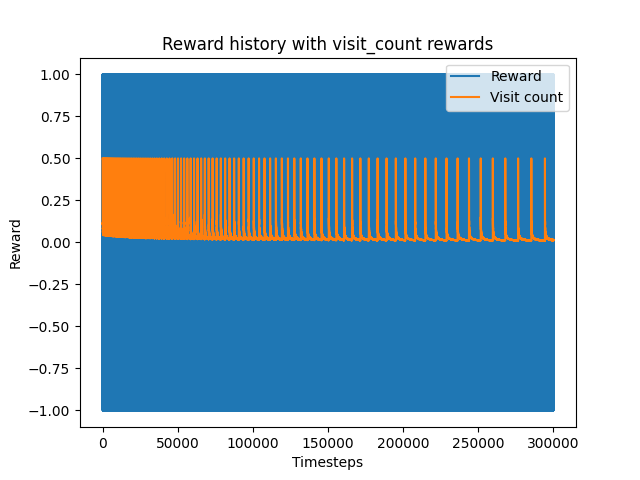 Reward history with visit_count rewards
Reward
Visit count
1.00
0.75
0.50
0.25
0.00
−0.25
−0.50
−0.75
−1.00
Reward
0 50000 100000 150000 200000 250000 300000
Timesteps